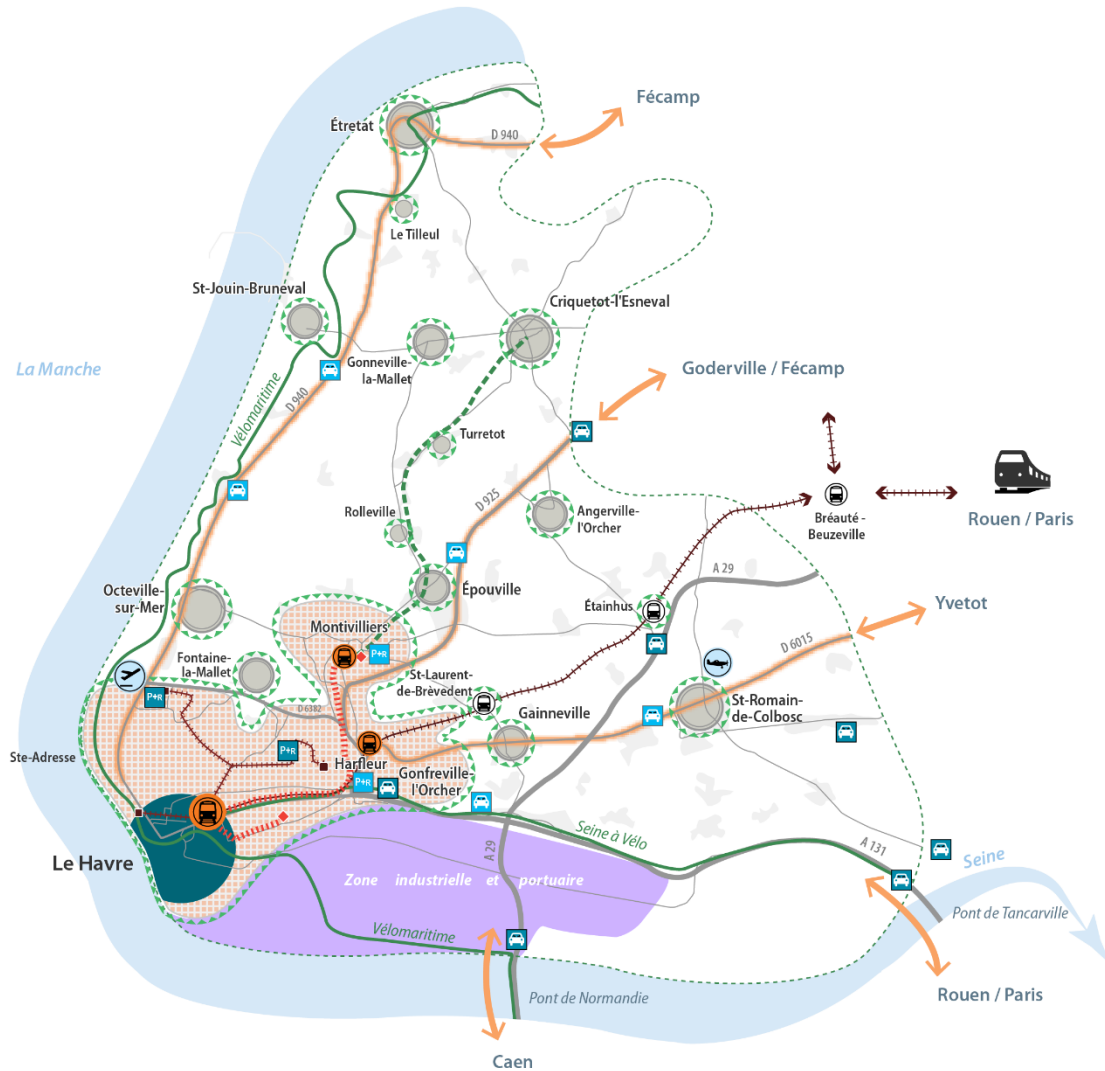 Fécamp
Étretat
D 940
Le Tilleul
St-Jouin-Bruneval
Criquetot-l'Esneval
La Manche
Gonneville-
la-Mallet
Goderville / Fécamp
Vélomaritime
D 940
Turretot
D 925
Rolleville
Angerville-
l'Orcher
Bréauté -
Beuzeville
Rouen / Paris
A 29
Octeville-
sur-Mer
Épouville
Étainhus
Yvetot
Montivilliers
D 6015
P+R
Fontaine-
la-Mallet
St-Laurent-
de-Brèvedent
P+R
D 6382
Gainneville
St-Romain-
de-Colbosc
Ste-Adresse
P+R
Harfleur
P+R
Gonfreville-
l'Orcher
Seine à Vélo
A 29
A 131
Le Havre
Seine
Zone industrielle et portuaire
Pont de Tancarville
Vélomaritime
Pont de Normandie
Rouen / Paris
Caen